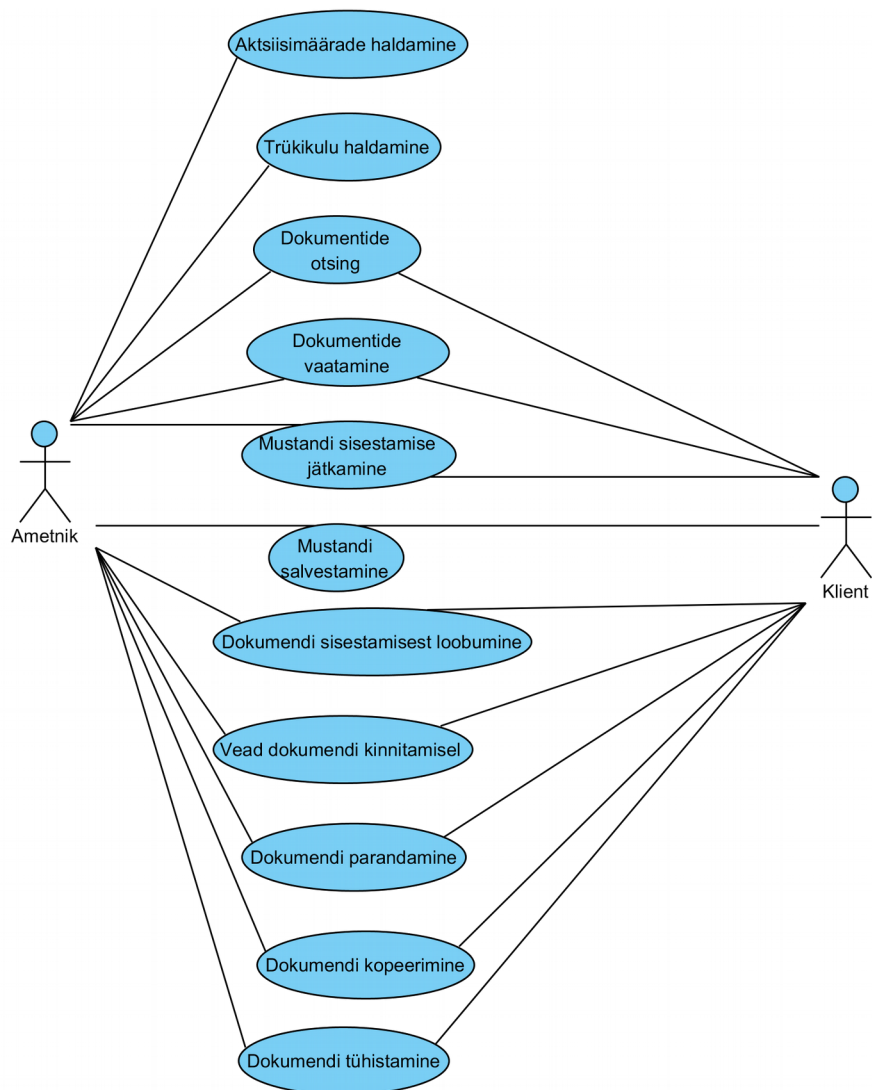 Aktsiisimäärade haldamine
Trükikulu haldamine
Dokumentide
otsing
Dokumentide
vaatamine
Mustandi sisestamise
jätkamine
Ametnik
Mustandi
salvestamine
Klient
Dokumendi sisestamisest loobumine
Vead dokumendi kinnitamisel
Dokumendi parandamine
Dokumendi kopeerimine
Dokumendi tühistamine